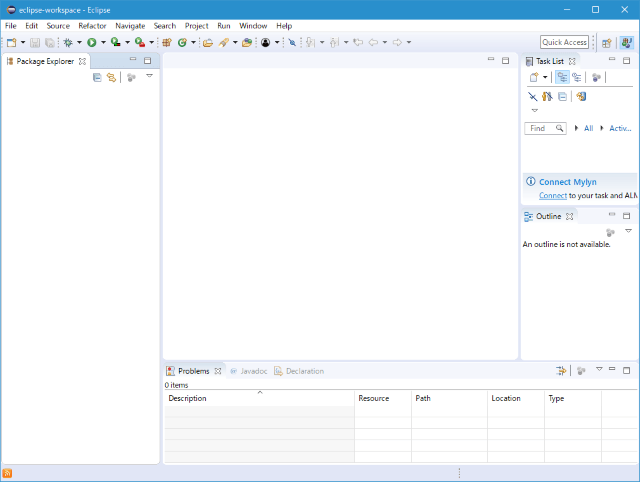 eclipse-workspace - Eclipse
File Edit Source Refactor Navigate Search Project Run Window Help
Quick Access
Package Explorer
Task List
Find All Activ...
Connect Mylyn
Connect to your task and ALM
Outline
An outline is not available.
Problems @ Javadoc Declaration
0 items
Description Resource Path Location Type